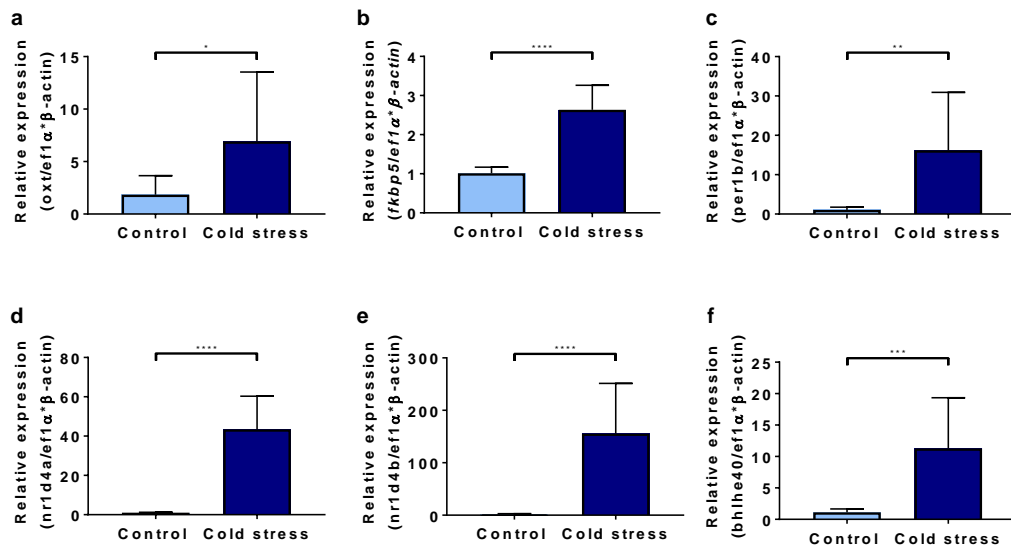 a
Relative expression
(oxt/ef1α*β-actin)
15
10
5
0
*
Control Cold stress
b
Relative expression
(fkbp5/ef1α*β-actin)
4
3
2
1
0
****
Control Cold stress
c
Relative expression
(per1b/ef1α*β-actin)
40
30
20
10
0
**
Control Cold stress
d
Relative expression
(nr1d4a/ef1α*β-actin)
80
60
40
20
0
****
Control Cold stress
e
Relative expression
(nr1d4b/ef1α*β-actin)
300
200
100
0
****
Control Cold stress
f
Relative expression
(bhlhe40/ef1α*β-actin)
25
20
15
10
5
0
***
Control Cold stress